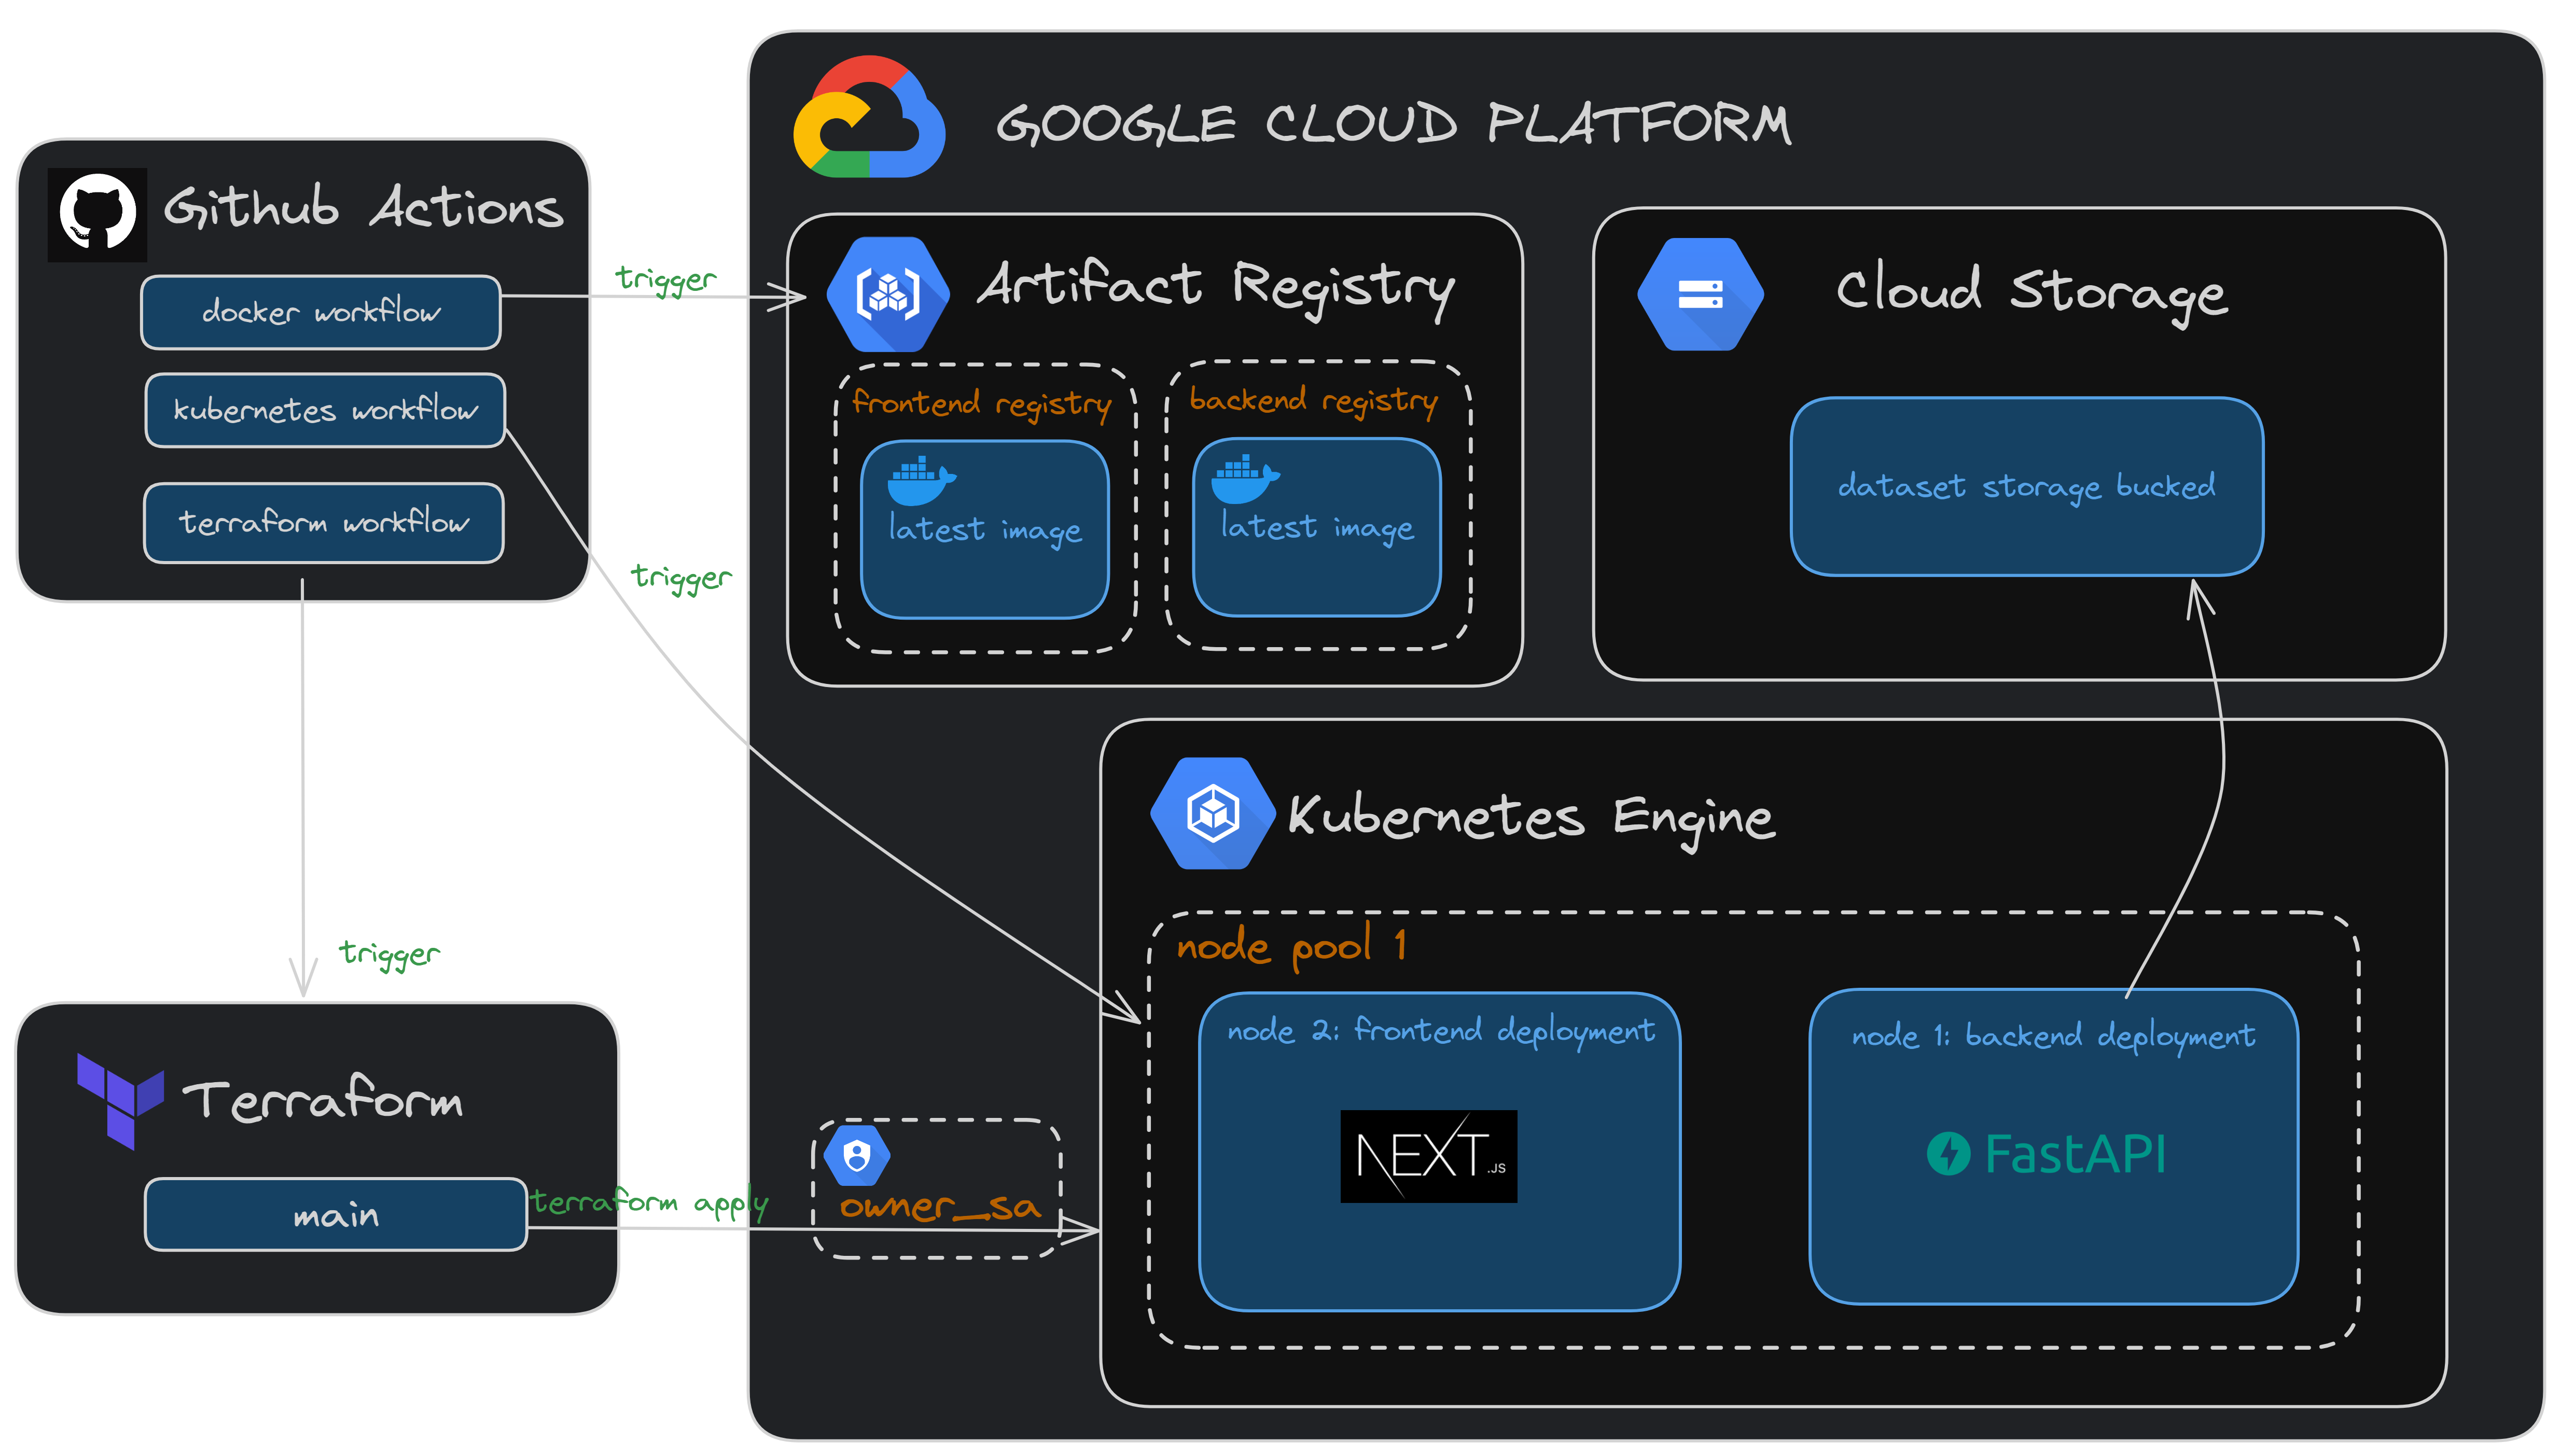 GOOGLE CLOUD PLATFORM
Github Actions
docker workflow
kubernetes workflow
terraform workflow
trigger
trigger
trigger
Artifact Registry
frontend registry
latest image
backend registry
latest image
Cloud Storage
dataset storage bucked
Kubernetes Engine
node pool 1
node 2: frontend deployment
NEXT.JS
node 1: backend deployment
FastAPI
Terraform
main
terraform apply
owner_sa